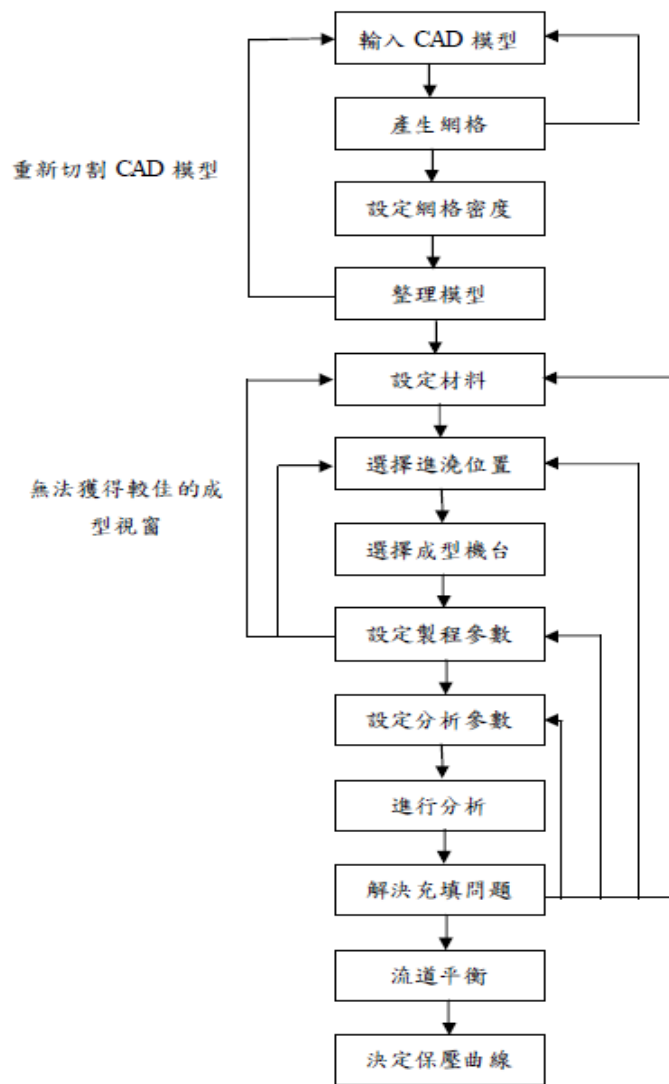 輸入 CAD 模型
產生網格
重新切割 CAD 模型
設定網格密度
整理模型
設定材料
選擇進澆位置
無法獲得較佳的成
型視窗
選擇成型機台
設定製程參數
設定分析參數
進行分析
解決充填問題
流道平衡
決定保壓曲線